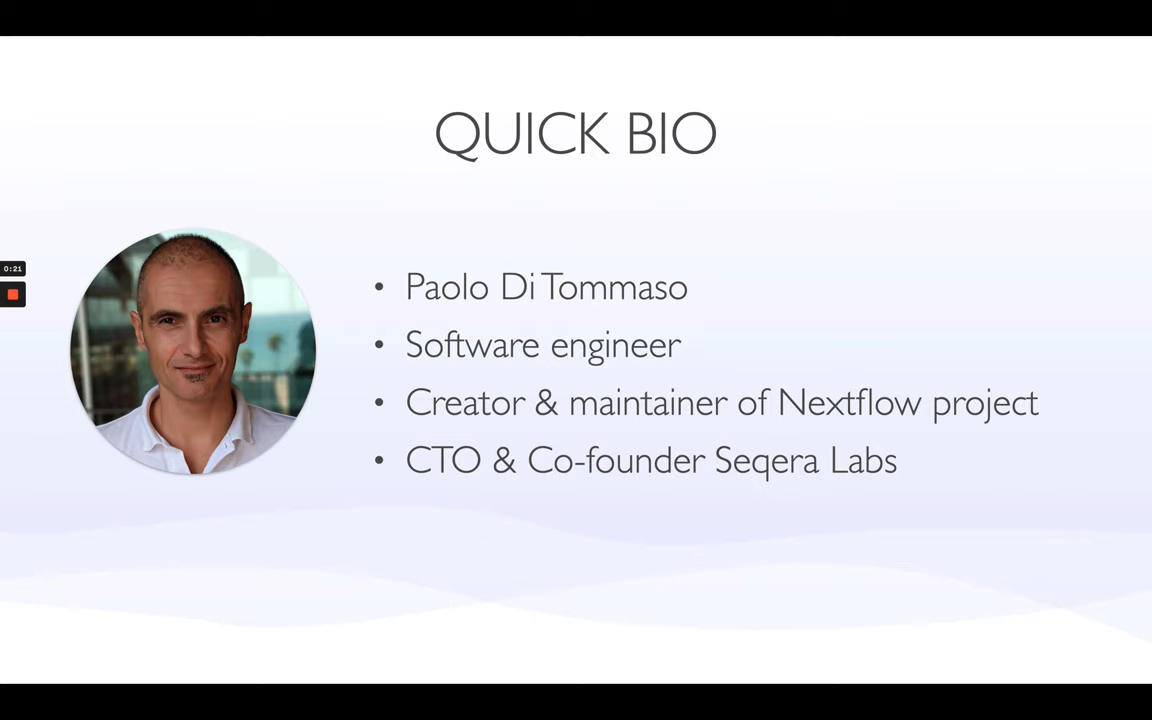 QUICK BIO
0:21
• Paolo Di Tommaso
• Software engineer
• Creator & maintainer of Nextflow project
• CTO & Co-founder Seqera Labs